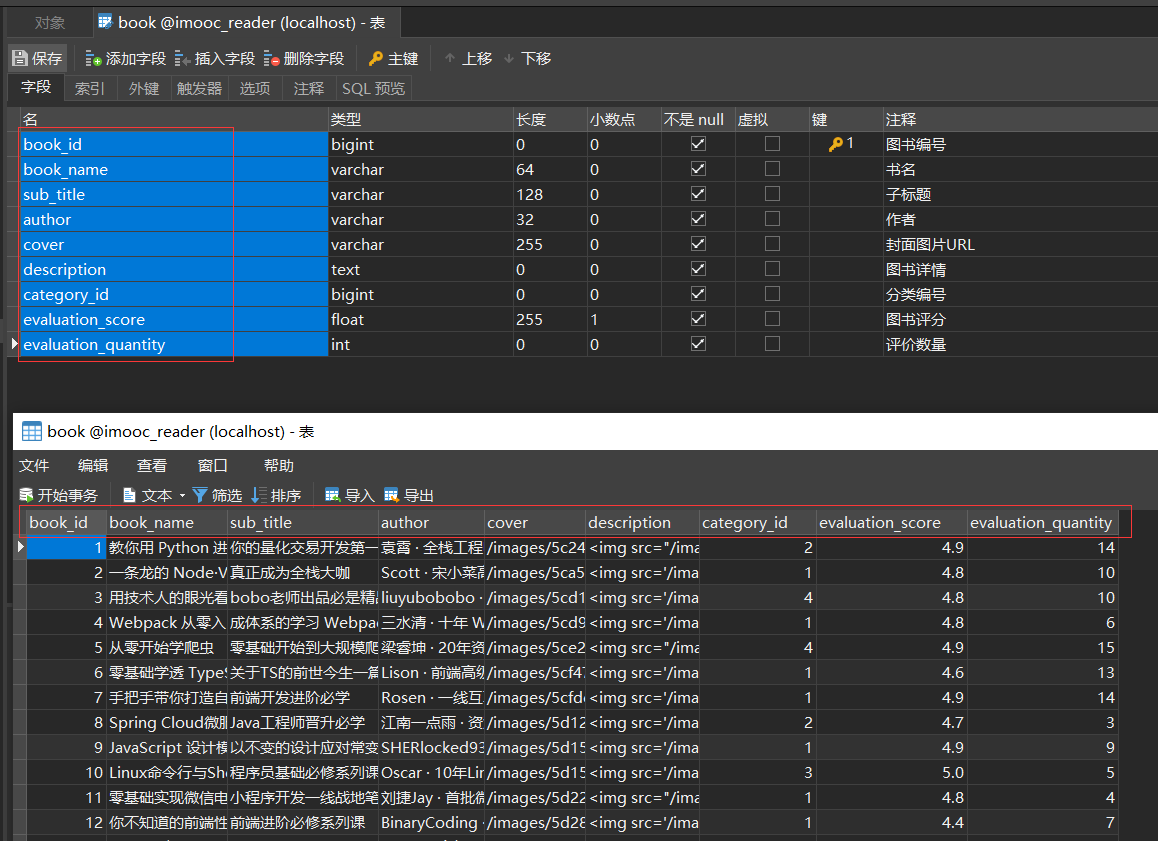 对象 book @imooc_reader (localhost) - 表
保存 添加字段 插入字段 删除字段 主键 上移 下移
字段 索引 外键 触发器 选项 注释 SQL 预览
名 类型 长度 小数点 不是 null 虚拟 键 注释
book_id bigint 0 0 1 图书编号
book_name varchar 64 0 书名
sub_title varchar 128 0 子标题
author varchar 32 0 作者
cover varchar 255 0 封面图片URL
description text 0 0 图书详情
category_id bigint 0 0 分类编号
evaluation_score float 255 1 图书评分
evaluation_quantity int 0 0 评价数量
book @imooc_reader (localhost) - 表
文件 编辑 查看 窗口 帮助
开始事务 文本 筛选 排序 导入 导出
book_id book_name sub_title author cover description category_id evaluation_score evaluation_quantity
1 教你用 Python 进 你的量化交易开发第一 袁霄 · 全栈工程 /images/5c24 <img src="/ima 2 4.9 14
2 一条龙的 Node·V 真正成为全栈大咖 Scott · 宋小菜高 /images/5ca5 <img src='/ima 1 4.8 10
3 用技术人的眼光看 bobo老师出品必是精品 liuyubobobo · /images/5cd1 <img src='/ima 4 4.8 10
4 Webpack 从零入 成体系的学习 Webpa 三水清 · 十年 W /images/5cd9 <img src='/ima 1 4.8 6
5 从零开始学爬虫 零基础开始到大规模爬 梁睿坤 · 20年资 /images/5ce2 <img src="/ima 4 4.9 15
6 零基础学透 TypeS 关于TS的前世今生一篇 Lison · 前端高级 /images/5cf47 <img src='/ima 1 4.6 13
7 手把手带你打造自 前端开发进阶必学 Rosen · 一线互 /images/5cfd <img src='/ima 1 4.9 14
8 Spring Cloud微服 Java工程师晋升必学 江南一点雨 · 资 /images/5d12 <img src='/ima 2 4.7 3
9 JavaScript 设计模 以不变的设计应对常变 SHERlocked93 /images/5d15 <img src='/ima 1 4.9 9
10 Linux命令行与She 程序员基础必修系列课 Oscar · 10年Lin /images/5d15 <img src='/ima 3 5.0 5
11 零基础实现微信电 小程序开发一线战地笔 刘捷Jay · 首批微 /images/5d22 <img src="/ima 1 4.8 4
12 你不知道的前端性 前端进阶必修系列课 BinaryCoding · /images/5d28 <img src='/ima 1 4.4 7